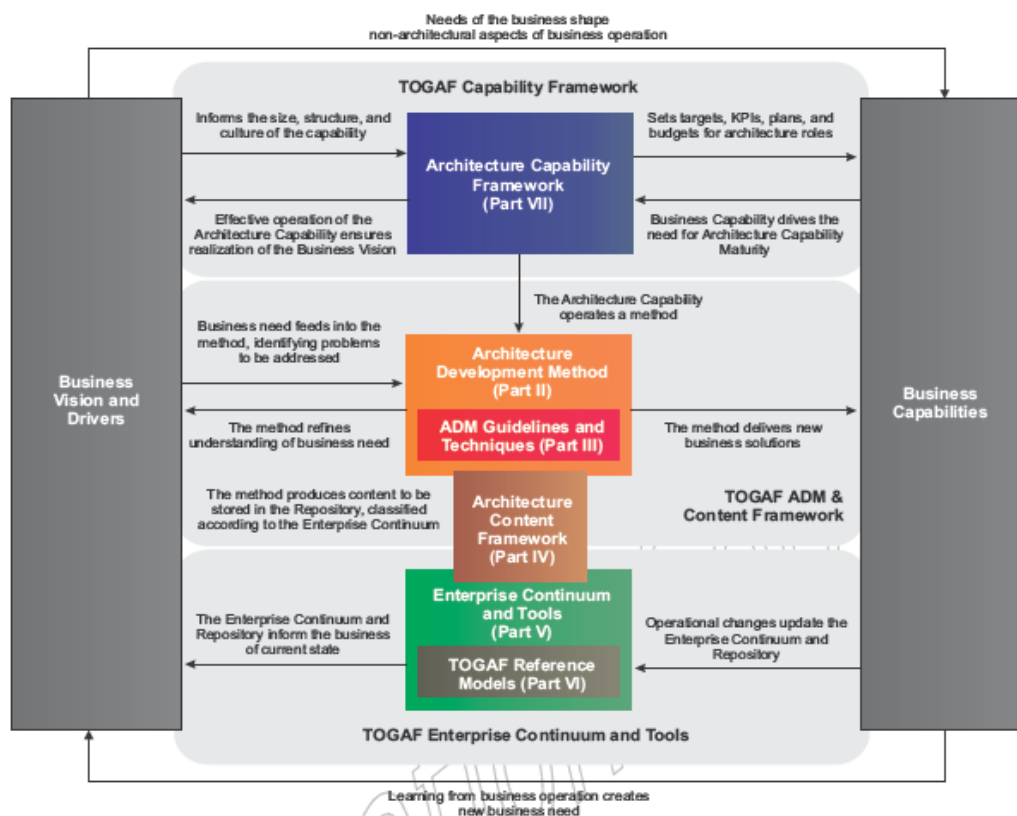 Needs of the business shape
non-architectural aspects of business operation
TOGAF Capability Framework
Informs the size, structure, and
culture of the capability
Sets targets, KPIs, plans, and
budgets for architecture roles
Architecture Capability
Framework
(Part VII)
Effective operation of the
Architecture Capability ensures
realization of the Business Vision
Business Capability drives the
need for Architecture Capability
Maturity
The Architecture Capability
operates a method
Business need feeds into the
method, identifying problems
to be addressed
Architecture
Development Method
(Part II)
Business
Vision and
Drivers
Business
Capabilities
ADM Guidelines and
Techniques (Part III)
The method refines
understanding of business need
The method delivers new
business solutions
The method produces content to be
stored in the Repository, classified
according to the Enterprise Continuum
Architecture
Content
Framework
(Part IV)
TOGAF ADM &
Content Framework
Enterprise Continuum
and Tools
(Part V)
The Enterprise Continuum and
Repository inform the business
of current state
Operational changes update the
Enterprise Continuum and
Repository
TOGAF Reference
Models (Part VI)
TOGAF Enterprise Continuum and Tools
Learning from business operation creates
new business need